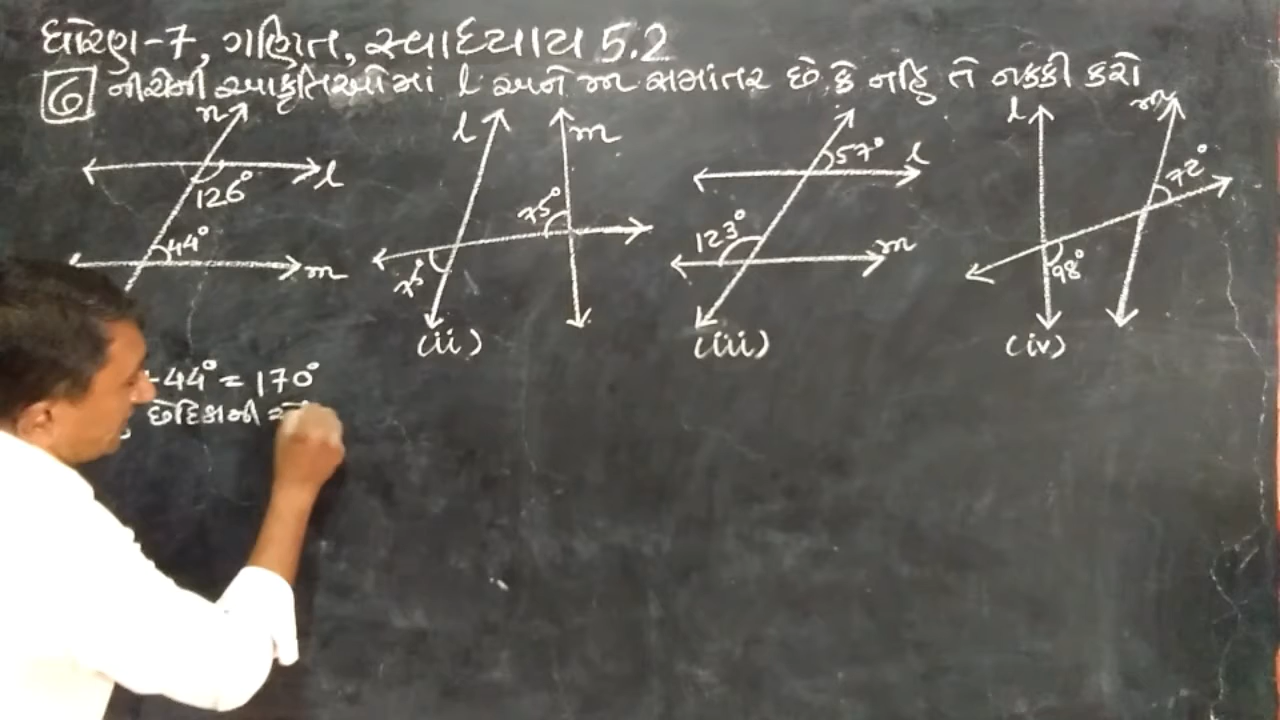 ધોરણ-7, ગણિત, સ્વાધ્યાય 5.2
6 નીચેની આકૃતિઓમાં l અને m સમાંતર છે કે નહિ તે નક્કી કરો
n
l
126°
44°
m
l
m
75°
75°
(ii)
57°
l
123°
m
(iii)
l
m
72°
98°
(iv)
-44° = 170°
છેદિકાની